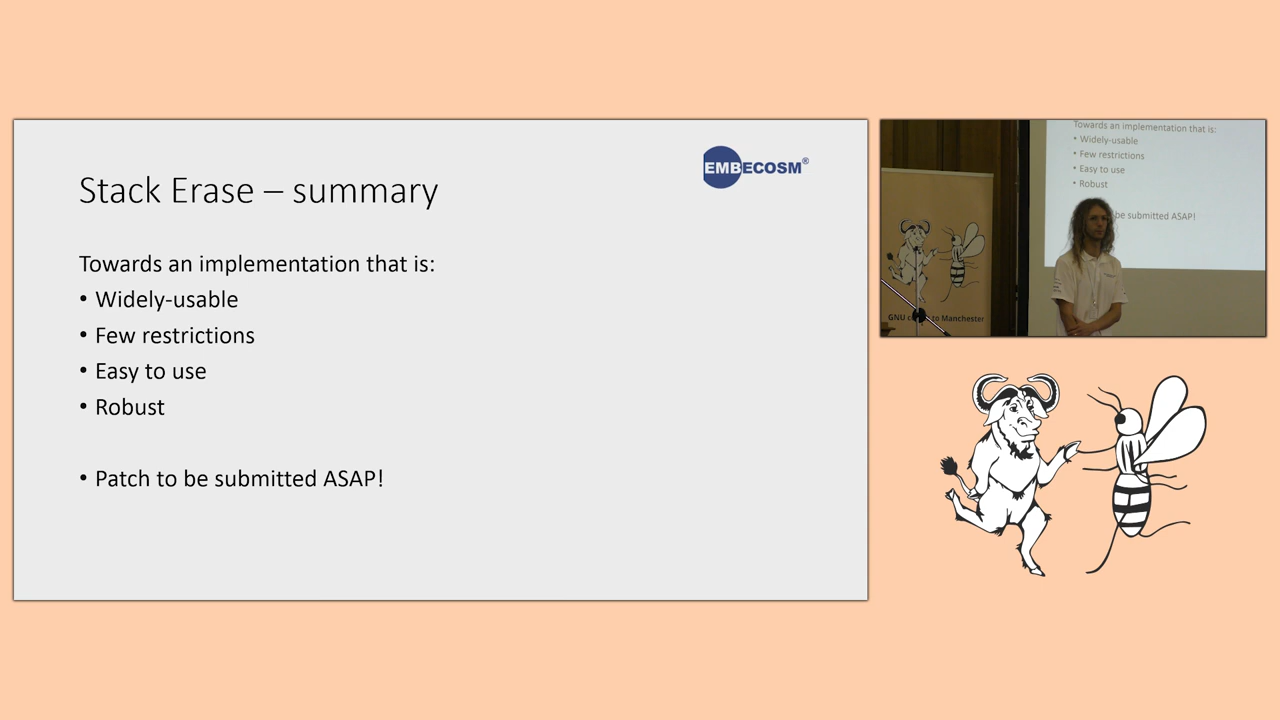 Stack Erase – summary
EMBECOSM®
Towards an implementation that is:
• Widely-usable
• Few restrictions
• Easy to use
• Robust
• Patch to be submitted ASAP!
Towards an implementation that is:
• Widely-usable
• Few restrictions
• Easy to use
• Robust
be submitted ASAP!
GNU to Manchester